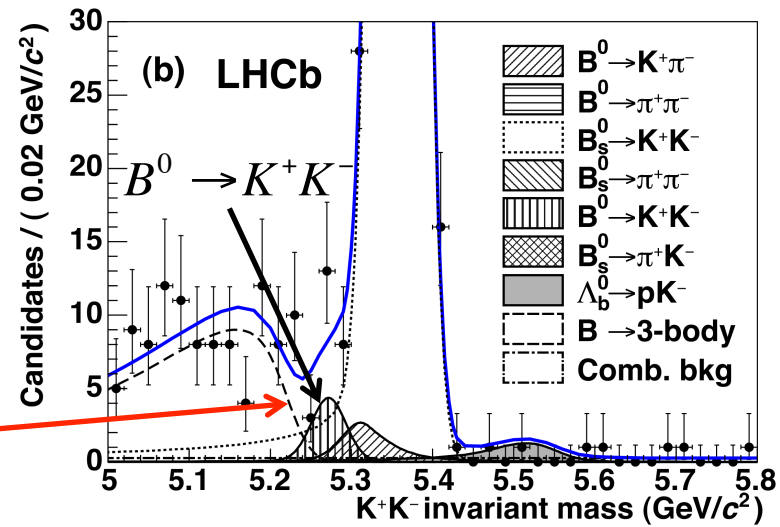 30
25
20
15
10
5
0
Candidates / ( 0.02 GeV/c²)
(b) LHCb
B⁰ →K⁺K⁻
B⁰→K⁺π⁻
B⁰→π⁺π⁻
B⁰ₛ→K⁺K⁻
B⁰ₛ→π⁺π⁻
B⁰→K⁺K⁻
B⁰ₛ→π⁺K⁻
Λ⁰_b→pK⁻
B →3-body
Comb. bkg
5 5.1 5.2 5.3 5.4 5.5 5.6 5.7 5.8
K⁺K⁻ invariant mass (GeV/c²)